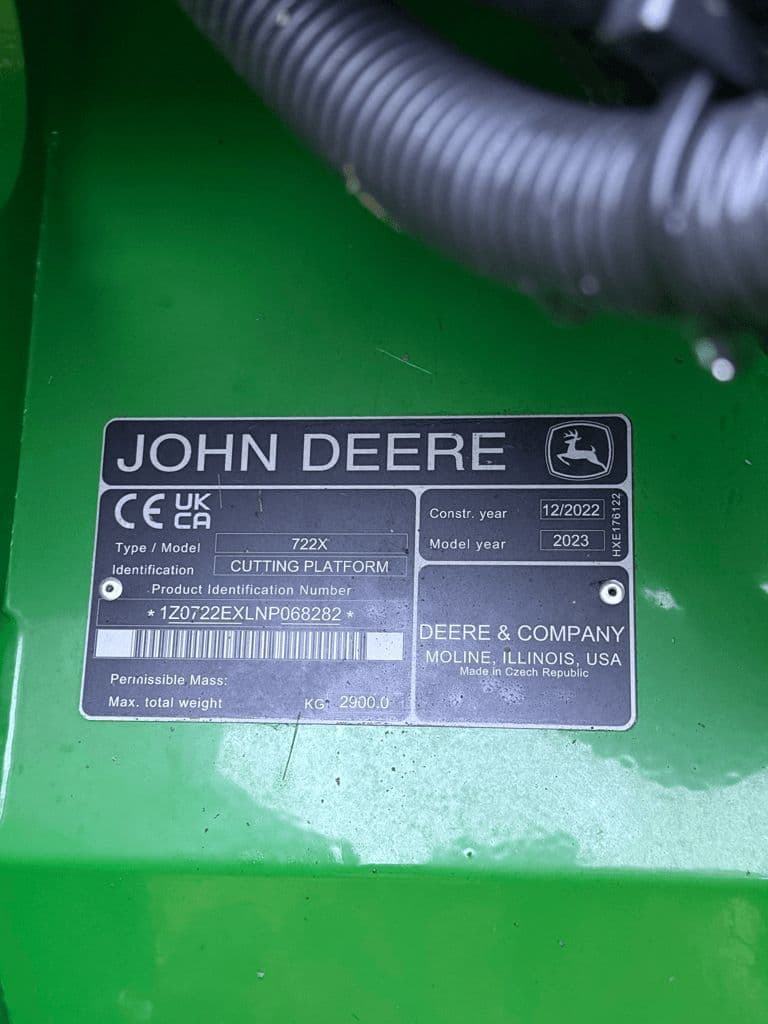 JOHN DEERE
CE UK CA
Type / Model 722X
Identification CUTTING PLATFORM
Product Identification Number
*1Z0722EXLNP068282*
Permissible Mass:
Max. total weight KG 2900.0
Constr. year 12/2022
Model year 2023
HXE176122
DEERE & COMPANY
MOLINE, ILLINOIS, USA
Made in Czech Republic